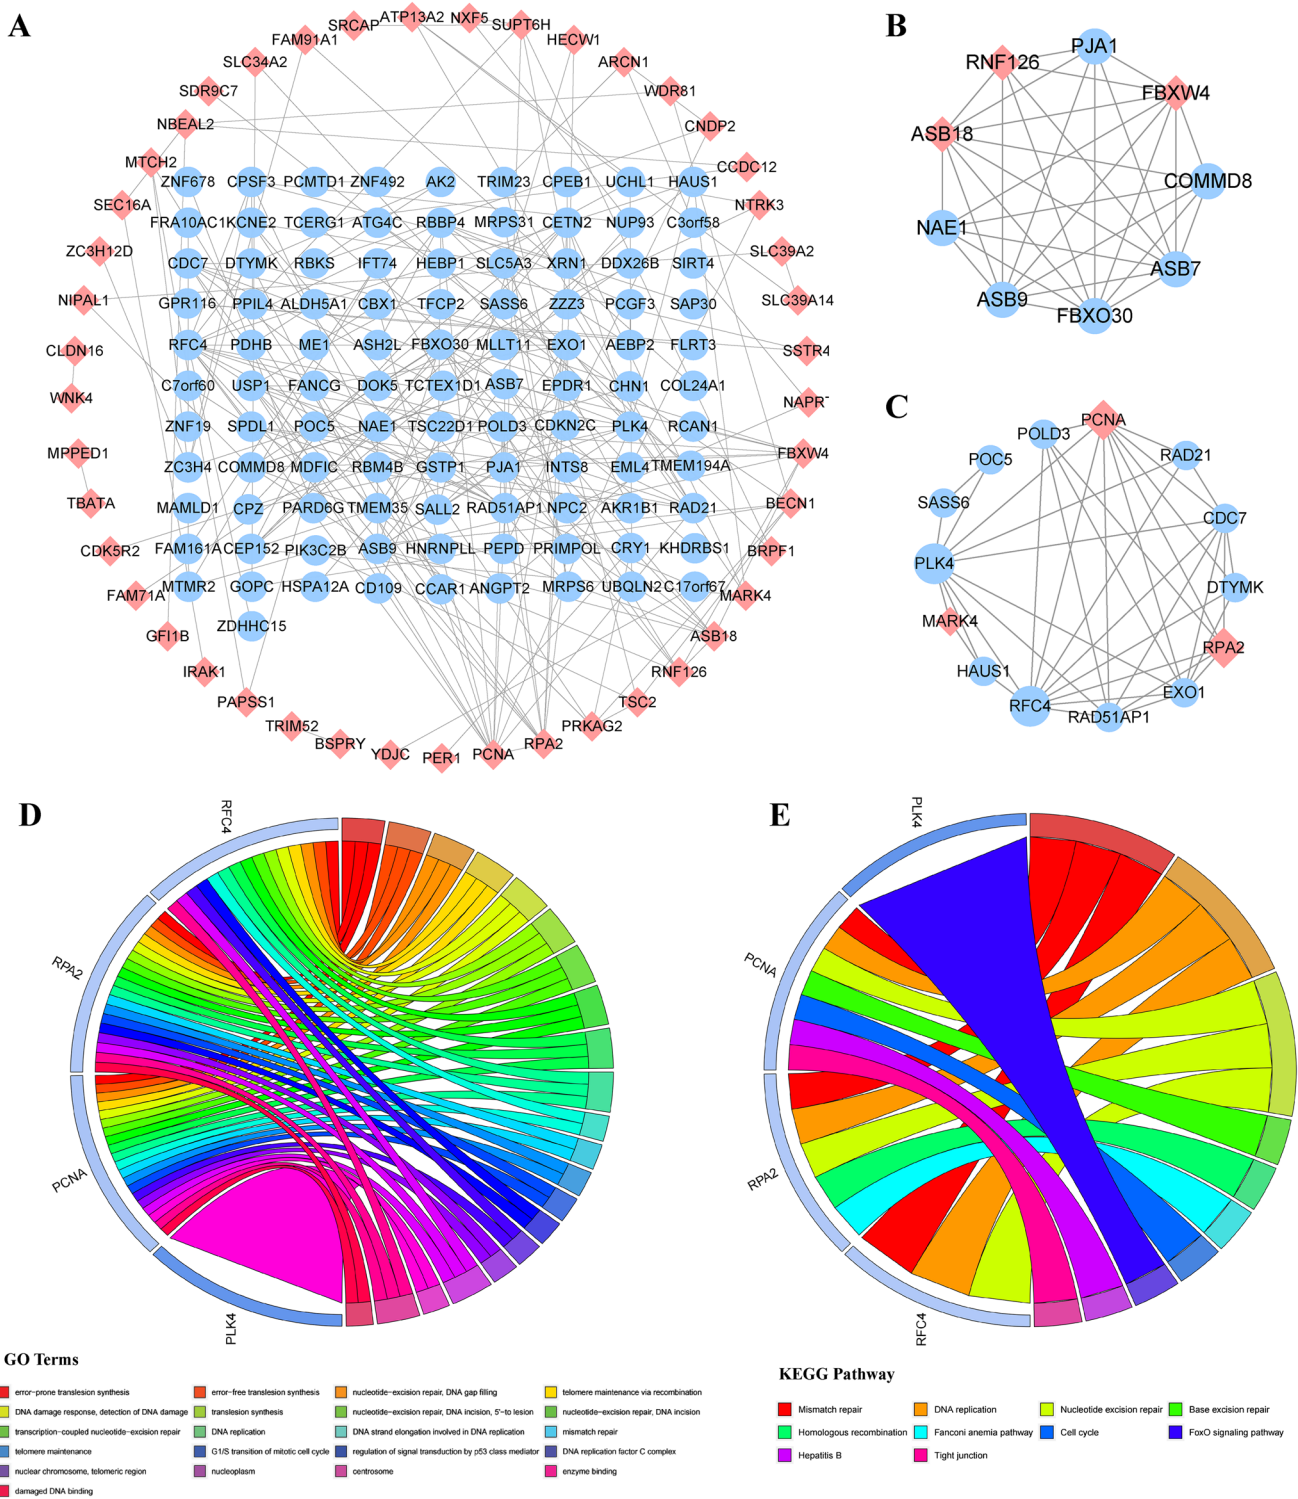 A
SRCAP ATP13A2 NXF5 SUPT6H
FAM91A1 HECW1
SLC34A2 ARCN1
SDR9C7 WDR81
NBEAL2 CNDP2
MTCH2 CCDC12
SEC16A NTRK3
ZC3H12D SLC39A2
NIPAL1 SLC39A14
CLDN16 SSTR4
WNK4 NAPRT
MPPED1 FBXW4
TBATA BECN1
CDK5R2 BRPF1
FAM71A MARK4
GFI1B ASB18
IRAK1 RNF126
PAPSS1 TSC2
TRIM52 PRKAG2
BSPRY YDJC PER1 PCNA RPA2
ZNF678 CPSF3 PCMTD1 ZNF492 AK2 TRIM23 CPEB1 UCHL1 HAUS1
FRA10AC1 KCNE2 TCERG1 ATG4C RBBP4 MRPS31 CETN2 NUP93 C3orf58
CDC7 DTYMK RBKS IFT74 HEBP1 SLC5A3 XRN1 DDX26B SIRT4
GPR116 PPIL4 ALDH5A1 CBX1 TFCP2 SASS6 ZZZ3 PCGF3 SAP30
RFC4 PDHB ME1 ASH2L FBXO30 MLLT11 EXO1 AEBP2 FLRT3
C7orf60 USP1 FANCG DOK5 TCTEX1D1 ASB7 EPDR1 CHN1 COL24A1
ZNF19 SPDL1 POC5 NAE1 TSC22D1 POLD3 CDKN2C PLK4 RCAN1
ZC3H4 COMMD8 MDFIC RBM4B GSTP1 PJA1 INTS8 EML4 TMEM194A
MAMLD1 CPZ PARD6G TMEM35 SALL2 RAD51AP1 NPC2 AKR1B1 RAD21
FAM161A CEP152 PIK3C2B ASB9 HNRNPLL PEPD PRIMPOL CRY1 KHDRBS1
MTMR2 GOPC HSPA12A CD109 CCAR1 ANGPT2 MRPS6 UBQLN2 C17orf67
ZDHHC15
B
PJA1
RNF126
FBXW4
ASB18
COMMD8
NAE1
ASB7
ASB9
FBXO30
C
PCNA
POLD3
RAD21
POC5
SASS6
CDC7
PLK4
DTYMK
MARK4
RPA2
HAUS1
EXO1
RFC4
RAD51AP1
D
RFC4
RPA2
PCNA
PLK4
GO Terms
error-prone translesion synthesis error-free translesion synthesis nucleotide-excision repair, DNA gap filling telomere maintenance via recombination
DNA damage response, detection of DNA damage translesion synthesis nucleotide-excision repair, DNA incision, 5'-to lesion nucleotide-excision repair, DNA incision
transcription-coupled nucleotide-excision repair DNA replication DNA strand elongation involved in DNA replication mismatch repair
telomere maintenance G1/S transition of mitotic cell cycle regulation of signal transduction by p53 class mediator DNA replication factor C complex
nuclear chromosome, telomeric region nucleoplasm centrosome enzyme binding
damaged DNA binding
E
PLK4
PCNA
RPA2
RFC4
KEGG Pathway
Mismatch repair DNA replication Nucleotide excision repair Base excision repair
Homologous recombination Fanconi anemia pathway Cell cycle FoxO signaling pathway
Hepatitis B Tight junction